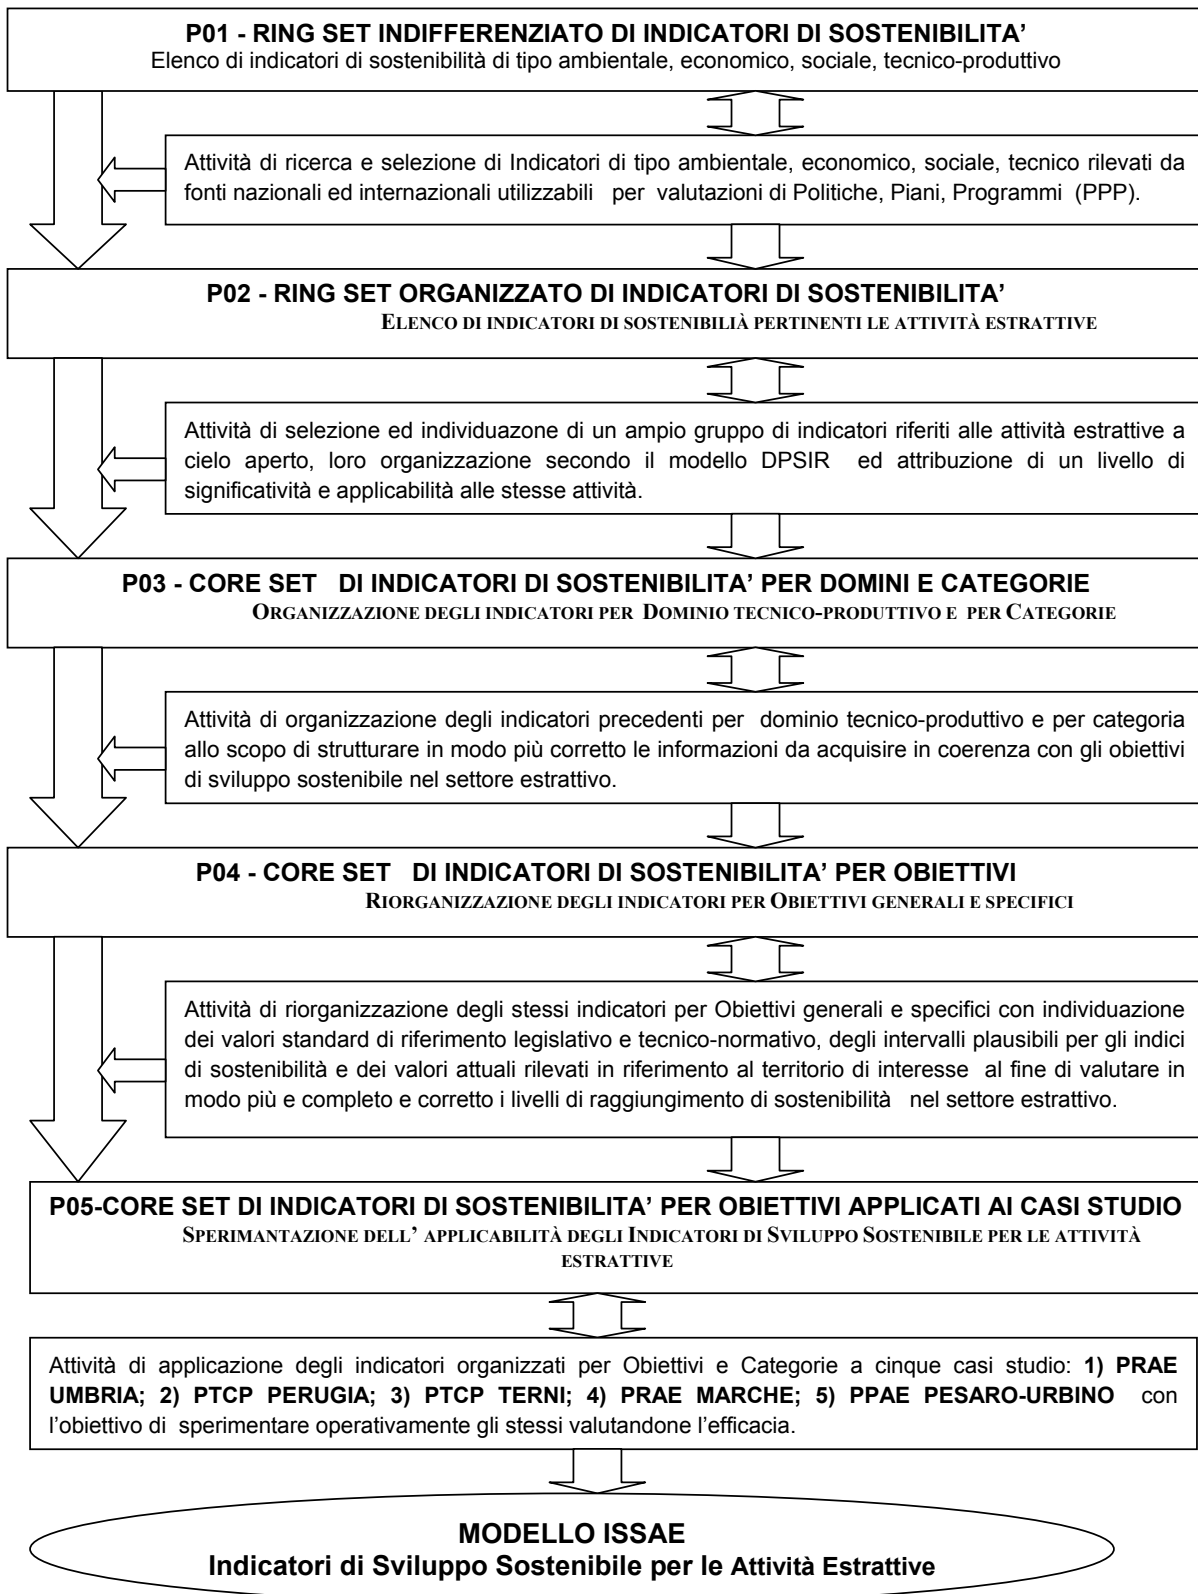 P01 - RING SET INDIFFERENZIATO DI INDICATORI DI SOSTENIBILITA’
Elenco di indicatori di sostenibilità di tipo ambientale, economico, sociale, tecnico-produttivo
Attività di ricerca e selezione di Indicatori di tipo ambientale, economico, sociale, tecnico rilevati da
fonti nazionali ed internazionali utilizzabili per valutazioni di Politiche, Piani, Programmi (PPP).
P02 - RING SET ORGANIZZATO DI INDICATORI DI SOSTENIBILITA’
ELENCO DI INDICATORI DI SOSTENIBILIÀ PERTINENTI LE ATTIVITÀ ESTRATTIVE
Attività di selezione ed individuazone di un ampio gruppo di indicatori riferiti alle attività estrattive a
cielo aperto, loro organizzazione secondo il modello DPSIR ed attribuzione di un livello di
significatività e applicabilità alle stesse attività.
P03 - CORE SET DI INDICATORI DI SOSTENIBILITA’ PER DOMINI E CATEGORIE
ORGANIZZAZIONE DEGLI INDICATORI PER DOMINIO TECNICO-PRODUTTIVO E PER CATEGORIE
Attività di organizzazione degli indicatori precedenti per dominio tecnico-produttivo e per categoria
allo scopo di strutturare in modo più corretto le informazioni da acquisire in coerenza con gli obiettivi
di sviluppo sostenibile nel settore estrattivo.
P04 - CORE SET DI INDICATORI DI SOSTENIBILITA’ PER OBIETTIVI
RIORGANIZZAZIONE DEGLI INDICATORI PER OBIETTIVI GENERALI E SPECIFICI
Attività di riorganizzazione degli stessi indicatori per Obiettivi generali e specifici con individuazione
dei valori standard di riferimento legislativo e tecnico-normativo, degli intervalli plausibili per gli indici
di sostenibilità e dei valori attuali rilevati in riferimento al territorio di interesse al fine di valutare in
modo più e completo e corretto i livelli di raggiungimento di sostenibilità nel settore estrattivo.
P05-CORE SET DI INDICATORI DI SOSTENIBILITA’ PER OBIETTIVI APPLICATI AI CASI STUDIO
SPERIMANTAZIONE DELL’ APPLICABILITÀ DEGLI INDICATORI DI SVILUPPO SOSTENIBILE PER LE ATTIVITÀ
ESTRATTIVE
Attività di applicazione degli indicatori organizzati per Obiettivi e Categorie a cinque casi studio: 1) PRAE
UMBRIA; 2) PTCP PERUGIA; 3) PTCP TERNI; 4) PRAE MARCHE; 5) PPAE PESARO-URBINO con
l’obiettivo di sperimentare operativamente gli stessi valutandone l’efficacia.
MODELLO ISSAE
Indicatori di Sviluppo Sostenibile per le Attività Estrattive